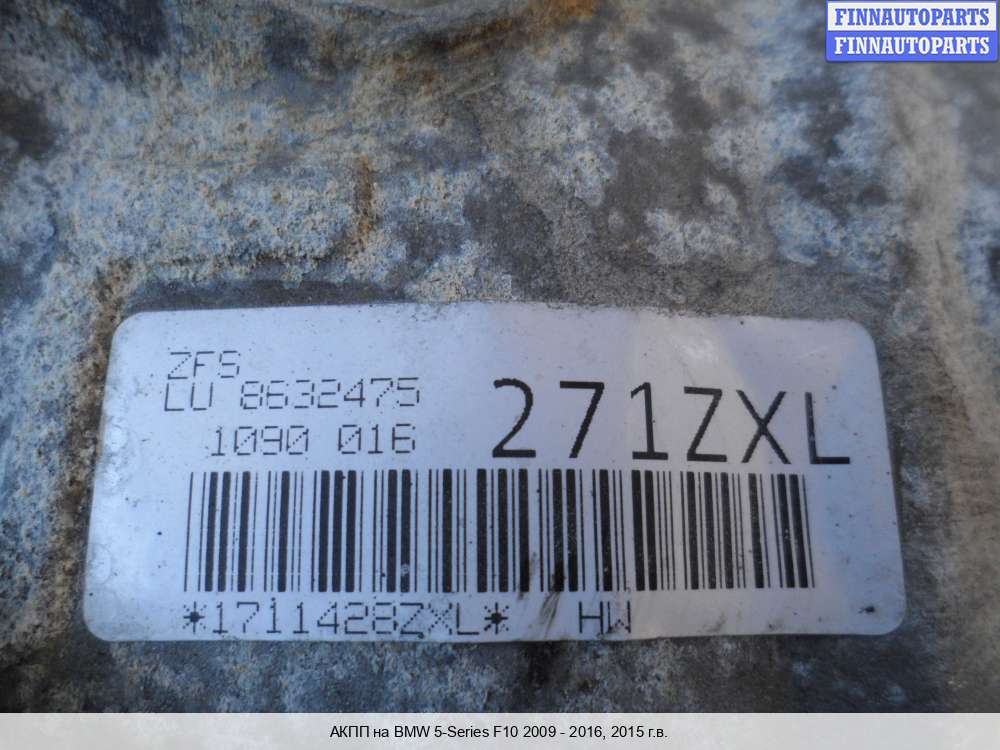 FINNAUTOPARTS
FINNAUTOPARTS
ZFS
LU 8632475
1090 016
271ZXL
*1711428ZXL* HW
АКПП на BMW 5-Series F10 2009 - 2016, 2015 г.в.